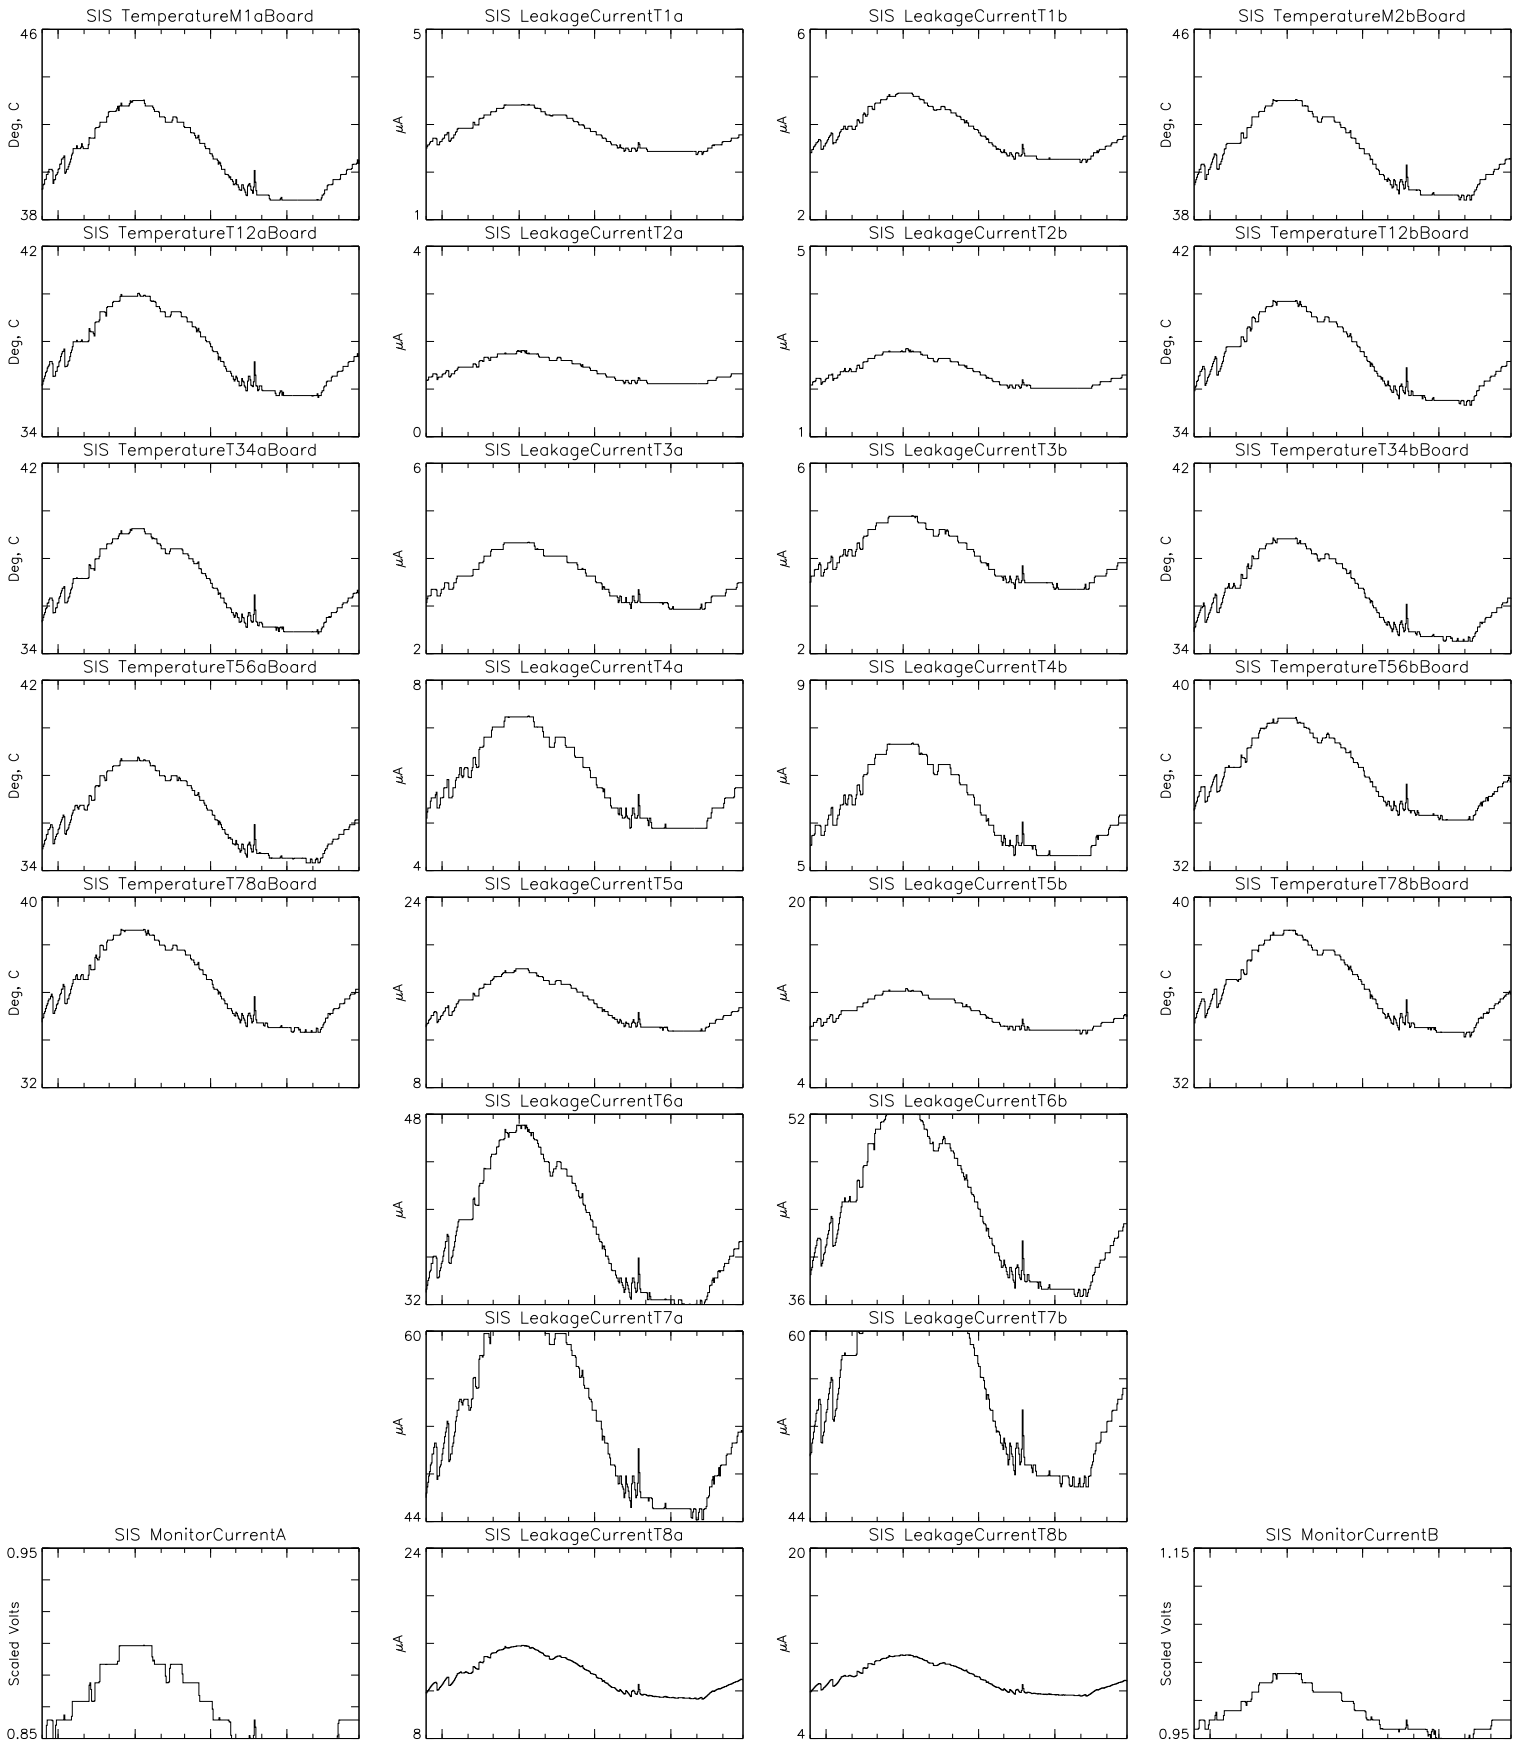 SIS TemperatureM1aBoard SIS LeakageCurrentT1a SIS LeakageCurrentT1b SIS TemperatureM2bBoard
46 5 6 46
Deg, C µA µA Deg, C
38 1 2 38
SIS TemperatureT12aBoard SIS LeakageCurrentT2a SIS LeakageCurrentT2b SIS TemperatureT12bBoard
42 4 5 42
Deg, C µA µA Deg, C
34 0 1 34
SIS TemperatureT34aBoard SIS LeakageCurrentT3a SIS LeakageCurrentT3b SIS TemperatureT34bBoard
42 6 6 42
Deg, C µA µA Deg, C
34 2 2 34
SIS TemperatureT56aBoard SIS LeakageCurrentT4a SIS LeakageCurrentT4b SIS TemperatureT56bBoard
42 8 9 40
Deg, C µA µA Deg, C
34 4 5 32
SIS TemperatureT78aBoard SIS LeakageCurrentT5a SIS LeakageCurrentT5b SIS TemperatureT78bBoard
40 24 20 40
Deg, C µA µA Deg, C
32 8 4 32
SIS LeakageCurrentT6a SIS LeakageCurrentT6b
48 52
µA µA
32 36
SIS LeakageCurrentT7a SIS LeakageCurrentT7b
60 60
µA µA
44 44
SIS MonitorCurrentA SIS LeakageCurrentT8a SIS LeakageCurrentT8b SIS MonitorCurrentB
0.95 24 20 1.15
Scaled Volts µA µA Scaled Volts
0.85 8 4 0.95